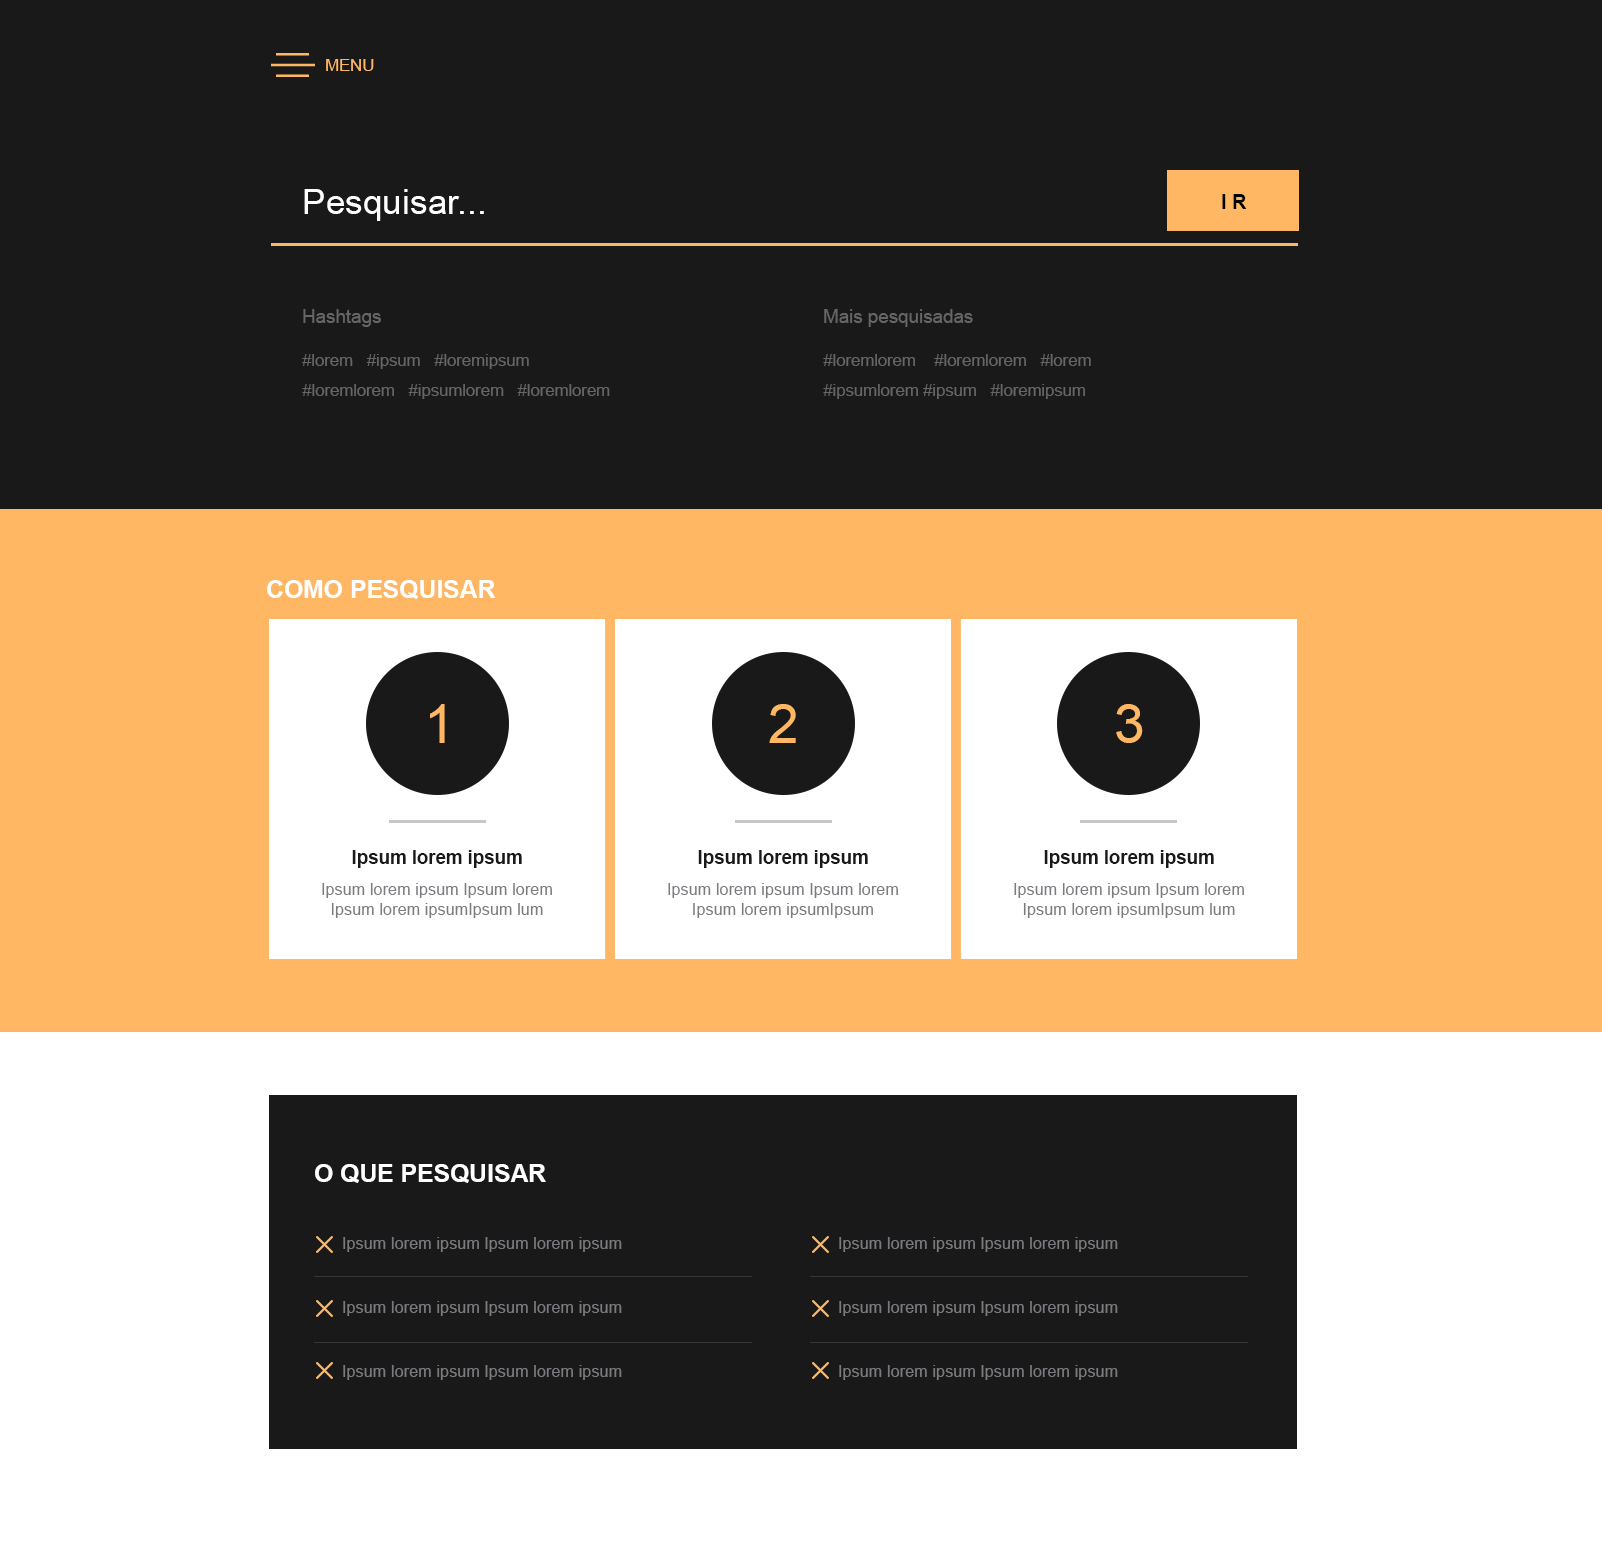 MENU
Pesquisar...
I R
Hashtags
#lorem #ipsum #loremipsum
#loremlorem #ipsumlorem #loremlorem
Mais pesquisadas
#loremlorem #loremlorem #lorem
#ipsumlorem #ipsum #loremipsum
COMO PESQUISAR
1
Ipsum lorem ipsum
Ipsum lorem ipsum Ipsum lorem
Ipsum lorem ipsumIpsum lum
2
Ipsum lorem ipsum
Ipsum lorem ipsum Ipsum lorem
Ipsum lorem ipsumIpsum
3
Ipsum lorem ipsum
Ipsum lorem ipsum Ipsum lorem
Ipsum lorem ipsumIpsum lum
O QUE PESQUISAR
Ipsum lorem ipsum Ipsum lorem ipsum
Ipsum lorem ipsum Ipsum lorem ipsum
Ipsum lorem ipsum Ipsum lorem ipsum
Ipsum lorem ipsum Ipsum lorem ipsum
Ipsum lorem ipsum Ipsum lorem ipsum
Ipsum lorem ipsum Ipsum lorem ipsum